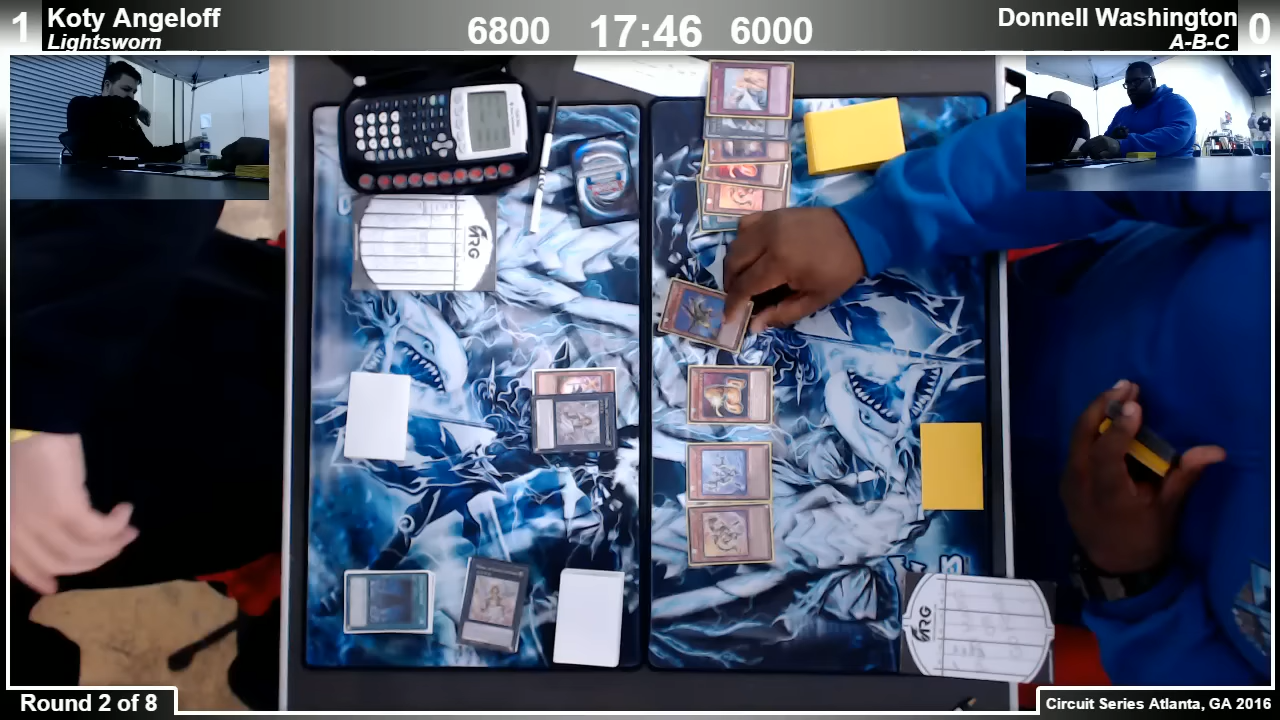 1 Koty Angeloff
Lightsworn
6800 17:46 6000
Donnell Washington 0
A-B-C
ARG
ARG
Round 2 of 8
Circuit Series Atlanta, GA 2016